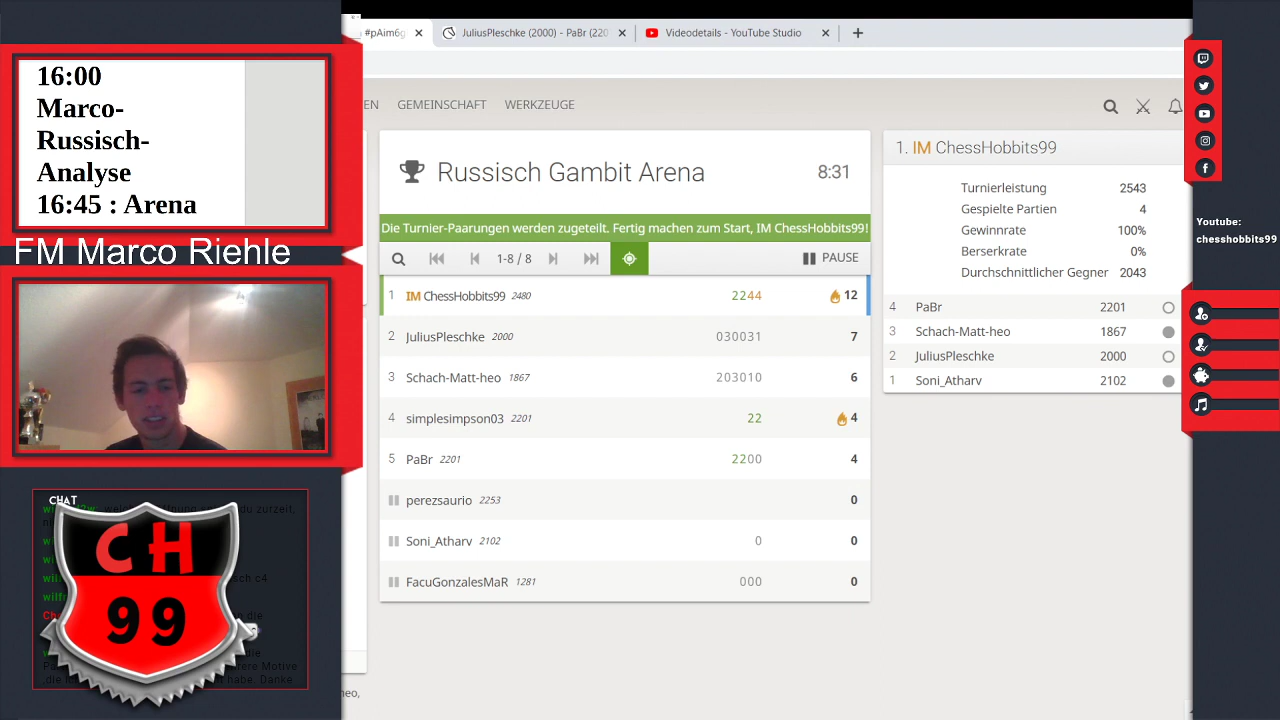 16:00
Marco-
Russisch-
Analyse
16:45 : Arena
FM Marco Riehle
CHAT
CH
99
#pAim6g
JuliusPleschke (2000) - PaBr (220
Videodetails - YouTube Studio
EN GEMEINSCHAFT WERKZEUGE
Russisch Gambit Arena 8:31
Die Turnier-Paarungen werden zugeteilt. Fertig machen zum Start, IM ChessHobbits99!
1-8 / 8 PAUSE
1 IM ChessHobbits99 2480 2244 12
2 JuliusPleschke 2000 030031 7
3 Schach-Matt-heo 1867 203010 6
4 simplesimpson03 2201 22 4
5 PaBr 2201 2200 4
perezsaurio 2253 0
Soni_Atharv 2102 0 0
FacuGonzalesMaR 1281 000 0
1. IM ChessHobbits99
Turnierleistung 2543
Gespielte Partien 4
Gewinnrate 100%
Berserkrate 0%
Durchschnittlicher Gegner 2043
4 PaBr 2201
3 Schach-Matt-heo 1867
2 JuliusPleschke 2000
1 Soni_Atharv 2102
Youtube:
chesshobbits99